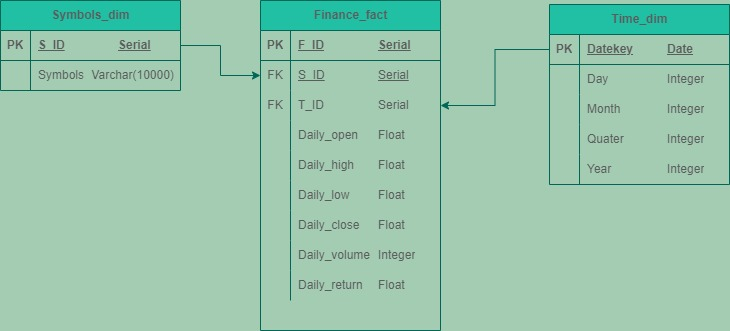 Symbols_dim
PK S_ID Serial
Symbols Varchar(10000)
Finance_fact
PK F_ID Serial
FK S_ID Serial
FK T_ID Serial
Daily_open Float
Daily_high Float
Daily_low Float
Daily_close Float
Daily_volume Integer
Daily_return Float
Time_dim
PK Datekey Date
Day Integer
Month Integer
Quater Integer
Year Integer